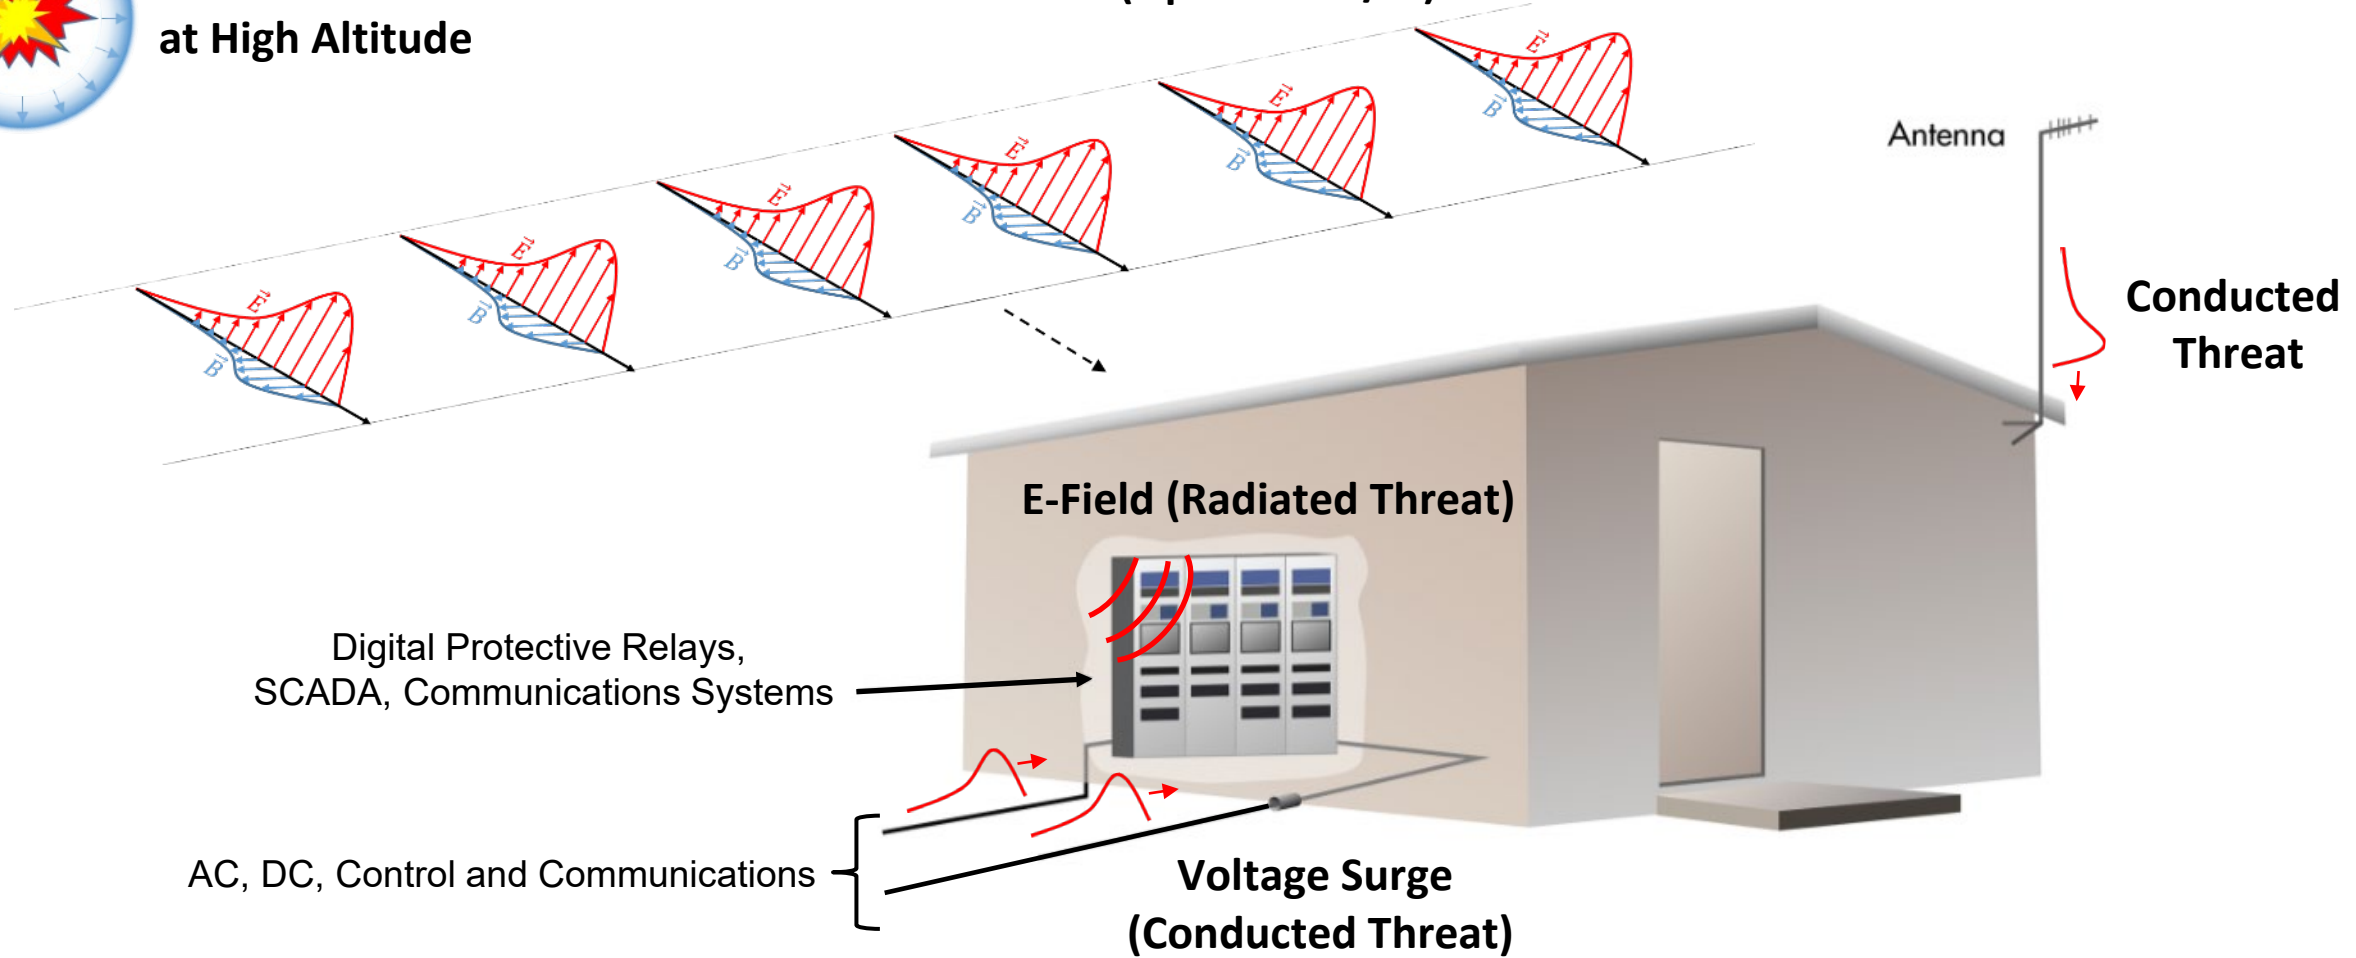 at High Altitude
E
B
E
B
E
B
E
B
E
B
E
B
Antenna
Conducted
Threat
E-Field (Radiated Threat)
Digital Protective Relays,
SCADA, Communications Systems
AC, DC, Control and Communications
Voltage Surge
(Conducted Threat)